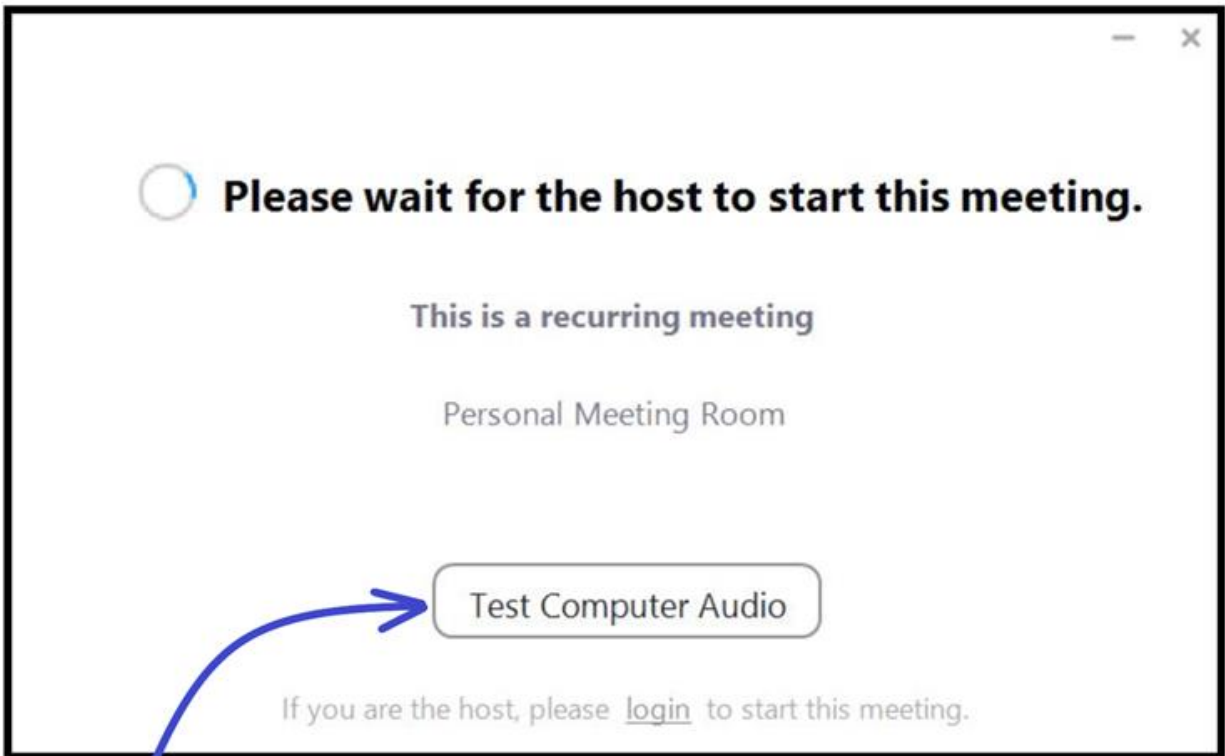 Please wait for the host to start this meeting.
This is a recurring meeting
Personal Meeting Room
Test Computer Audio
If you are the host, please login to start this meeting.